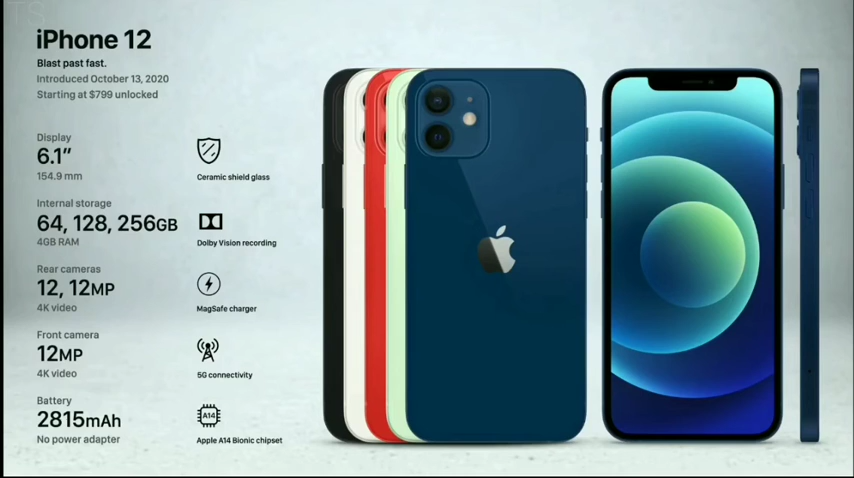 TS
iPhone 12
Blast past fast.
Introduced October 13, 2020
Starting at $799 unlocked
Display
6.1”
154.9 mm
Internal storage
64, 128, 256GB
4GB RAM
Rear cameras
12, 12MP
4K video
Front camera
12MP
4K video
Battery
2815mAh
No power adapter
Ceramic shield glass
Dolby Vision recording
MagSafe charger
5G connectivity
A14
Apple A14 Bionic chipset